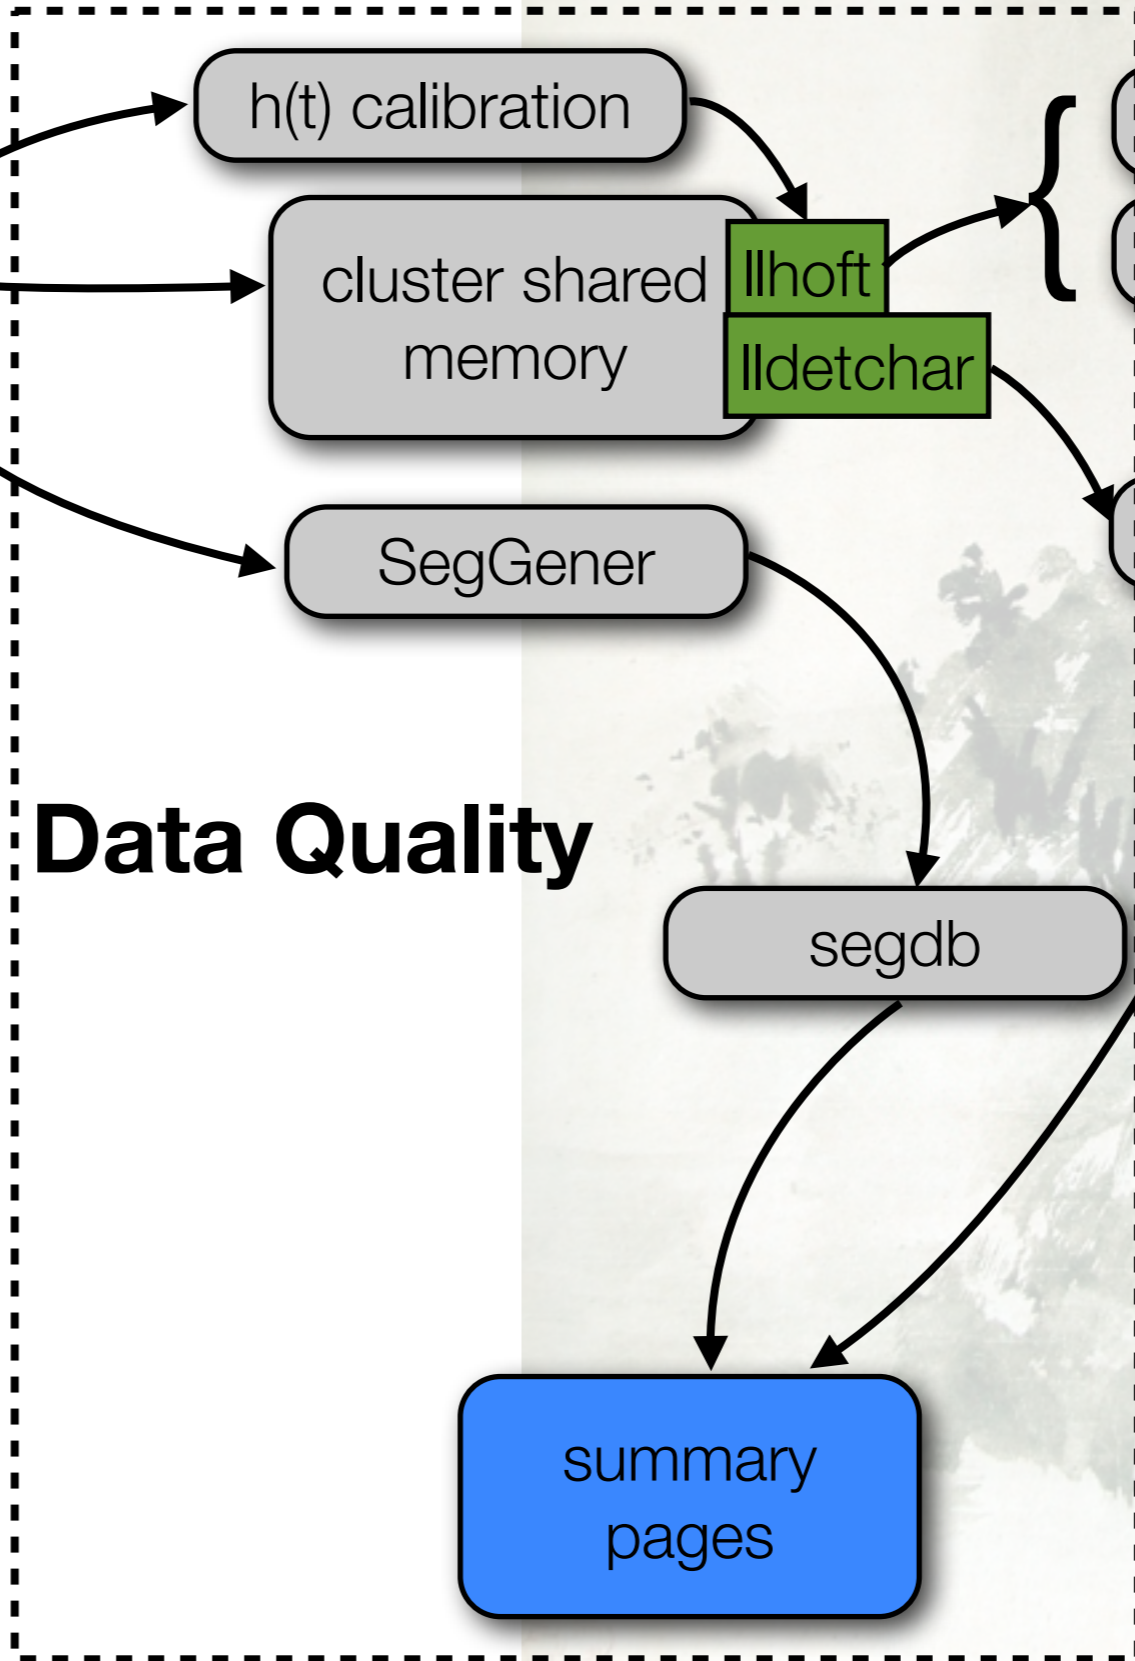 h(t) calibration
cluster shared
memory
llhoft
lldetchar
{
SegGener
Data Quality
segdb
summary
pages